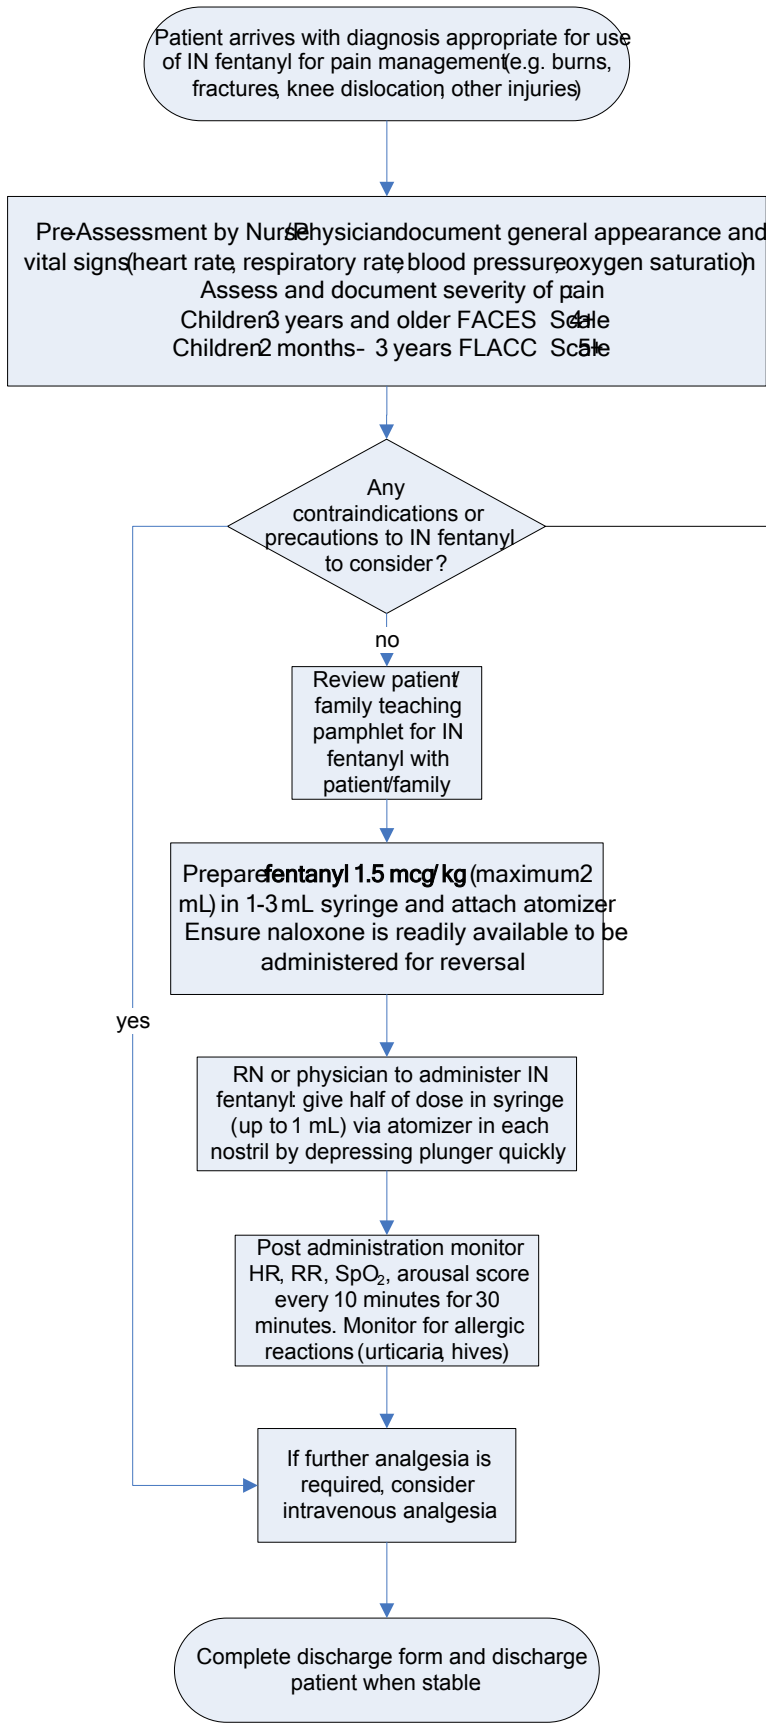 Patient arrives with diagnosis appropriate for use
of IN fentanyl for pain management (e.g. burns,
fractures, knee dislocation, other injuries)
Pre-Assessment by Nurse/Physician: document general appearance and
vital signs (heart rate, respiratory rate, blood pressure, oxygen saturation)
Assess and document severity of pain:
Children 3 years and older FACES Scale 4+
Children 2 months - 3 years FLACC Scale 5+
Any
contraindications or
precautions to IN fentanyl
to consider?
no
Review patient/
family teaching
pamphlet for IN
fentanyl with
patient/family
Prepare fentanyl 1.5 mcg/kg (maximum 2
mL) in 1-3 mL syringe and attach atomizer
Ensure naloxone is readily available to be
administered for reversal
yes
RN or physician to administer IN
fentanyl: give half of dose in syringe
(up to 1 mL) via atomizer in each
nostril by depressing plunger quickly
Post administration monitor
HR, RR, SpO₂, arousal score
every 10 minutes for 30
minutes. Monitor for allergic
reactions (urticaria, hives)
If further analgesia is
required, consider
intravenous analgesia
Complete discharge form and discharge
patient when stable.